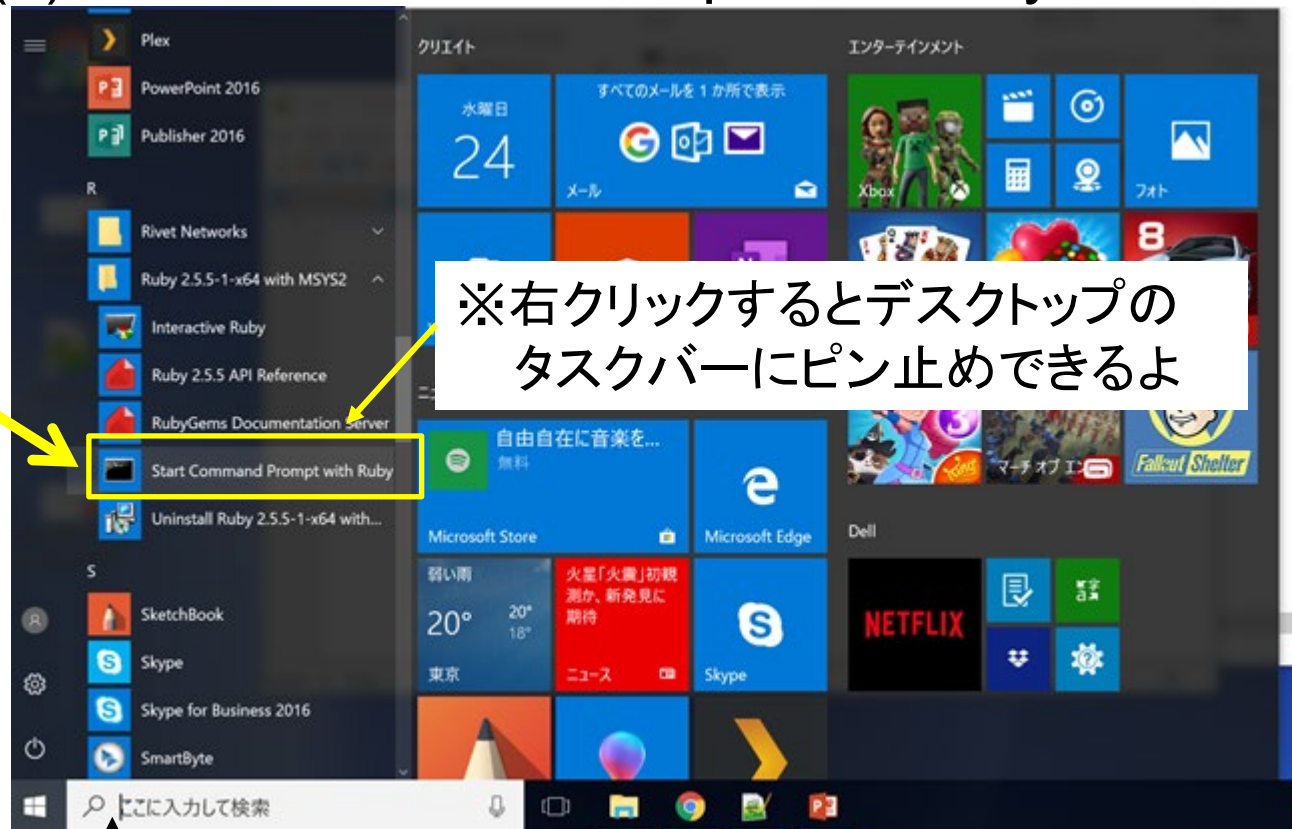 Plex
PowerPoint 2016
Publisher 2016
R
Rivet Networks
Ruby 2.5.5-1-x64 with MSYS2
Interactive Ruby
Ruby 2.5.5 API Reference
RubyGems Documentation Server
Start Command Prompt with Ruby
Uninstall Ruby 2.5.5-1-x64 with...
S
SketchBook
Skype
Skype for Business 2016
SmartByte
ここに入力して検索
クリエイト
水曜日
24
すべてのメールを 1 か所で表示
メール
※右クリックするとデスクトップの
タスクバーにピン止めできるよ
自由自在に音楽を...
無料
Microsoft Store
Microsoft Edge
弱い雨
20°
20°
18°
東京
火星「火震」初観
測か、新発見に
期待
ニュース
Skype
エンターテインメント
Xbox
フォト
8
3
King
マーチ オブ エン
Fallout Shelter
Dell
NETFLIX